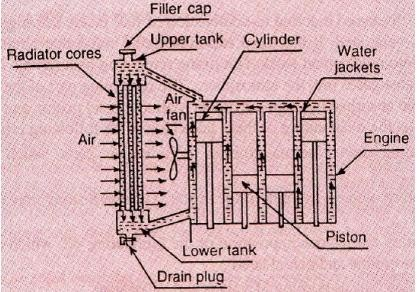 Filler cap
Upper tank
Cylinder
Radiator cores
Water
jackets
Air
fan
Air
Engine
Piston
Lower tank
Drain plug